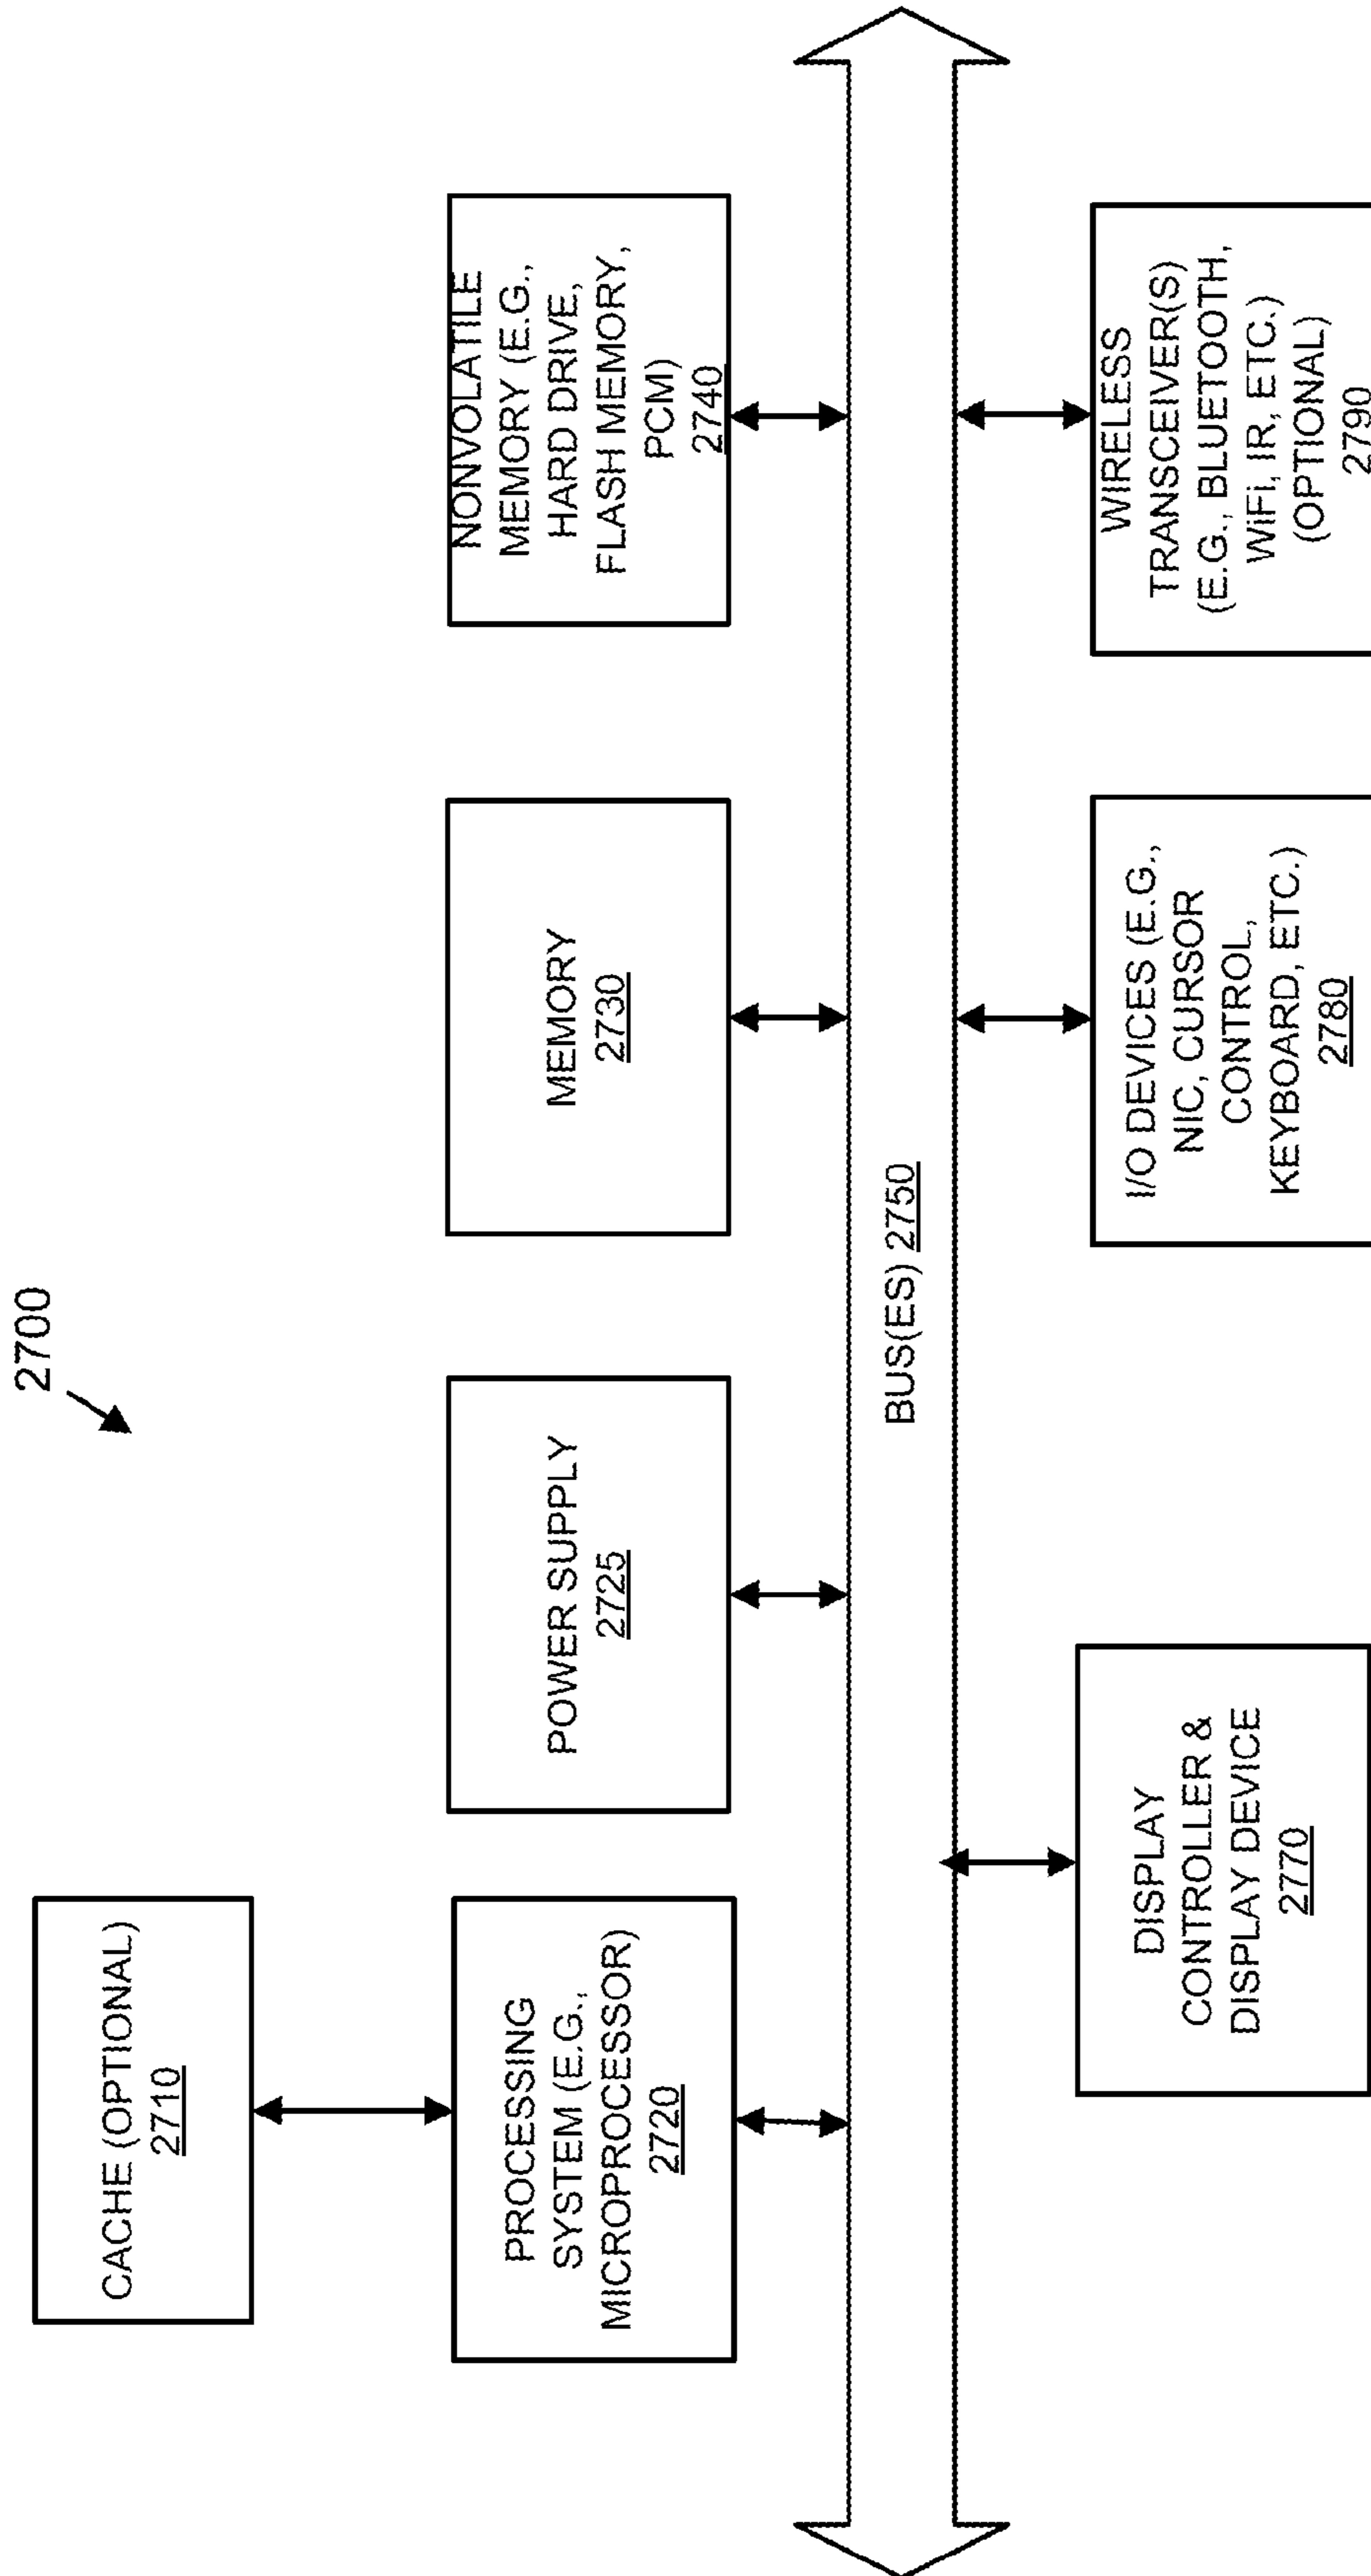 2700
CACHE (OPTIONAL)
2710
PROCESSING
SYSTEM (E.G.,
MICROPROCESSOR)
2720
POWER SUPPLY
2725
MEMORY
2730
NONVOLATILE
MEMORY (E.G.,
HARD DRIVE,
FLASH MEMORY,
PCM)
2740
BUS(ES) 2750
DISPLAY
CONTROLLER &
DISPLAY DEVICE
2770
I/O DEVICES (E.G.,
NIC, CURSOR
CONTROL,
KEYBOARD, ETC.)
2780
WIRELESS
TRANSCEIVER(S)
(E.G., BLUETOOTH,
WiFi, IR, ETC.)
(OPTIONAL)
2790